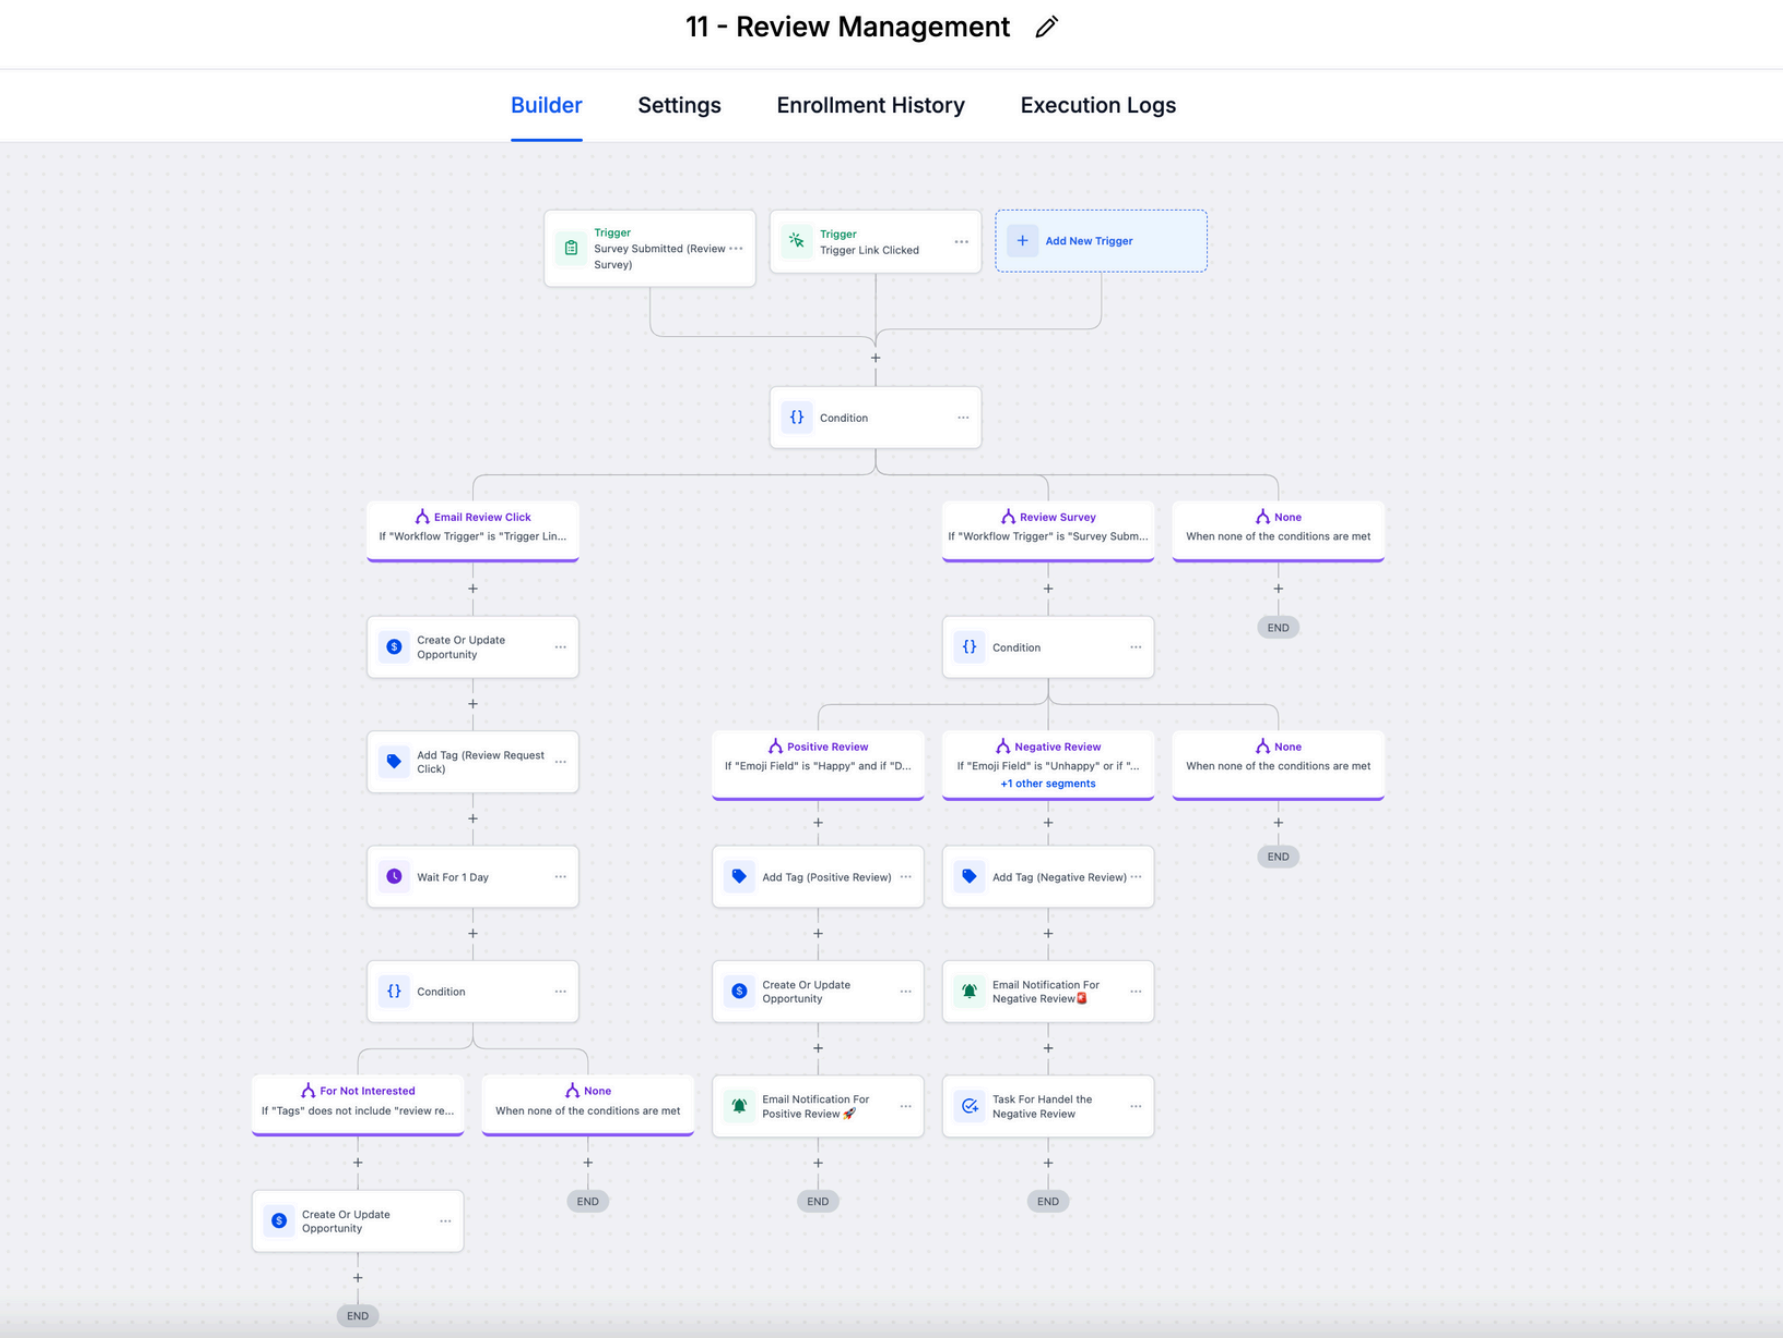 11 - Review Management
Builder
Settings
Enrollment History
Execution Logs
Trigger
Survey Submitted (Review
Survey)
Trigger
Trigger Link Clicked
Add New Trigger
Condition
Email Review Click
If "Workflow Trigger" is "Trigger Lin...
Review Survey
If "Workflow Trigger" is "Survey Subm...
None
When none of the conditions are met
Create Or Update
Opportunity
Condition
END
Add Tag (Review Request
Click)
Positive Review
If "Emoji Field" is "Happy" and if "D...
Negative Review
If "Emoji Field" is "Unhappy" or if "...
+1 other segments
None
When none of the conditions are met
Wait For 1 Day
Add Tag (Positive Review)
Add Tag (Negative Review)
END
Condition
Create Or Update
Opportunity
Email Notification For
Negative Review🚨
For Not Interested
If "Tags" does not include "review re...
None
When none of the conditions are met
Email Notification For
Positive Review 🚀
Task For Handel the
Negative Review
Create Or Update
Opportunity
END
END
END
END